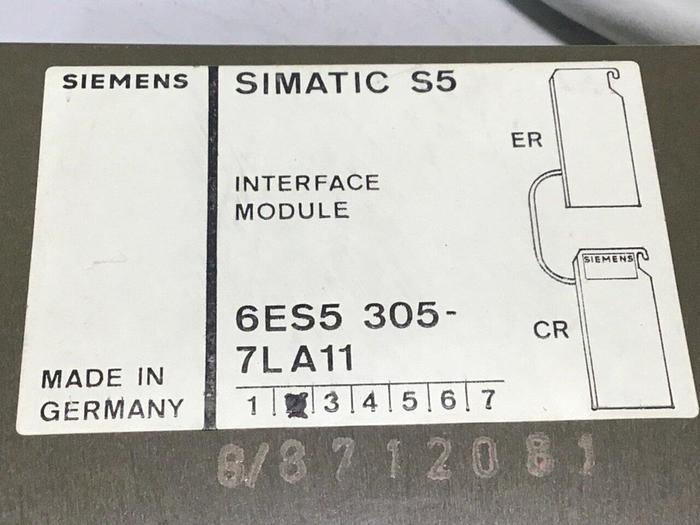 SIEMENS
SIMATIC S5
INTERFACE
MODULE
6ES5 305-
7LA11
1 3 4 5 6 7
MADE IN
GERMANY
ER
SIEMENS
CR